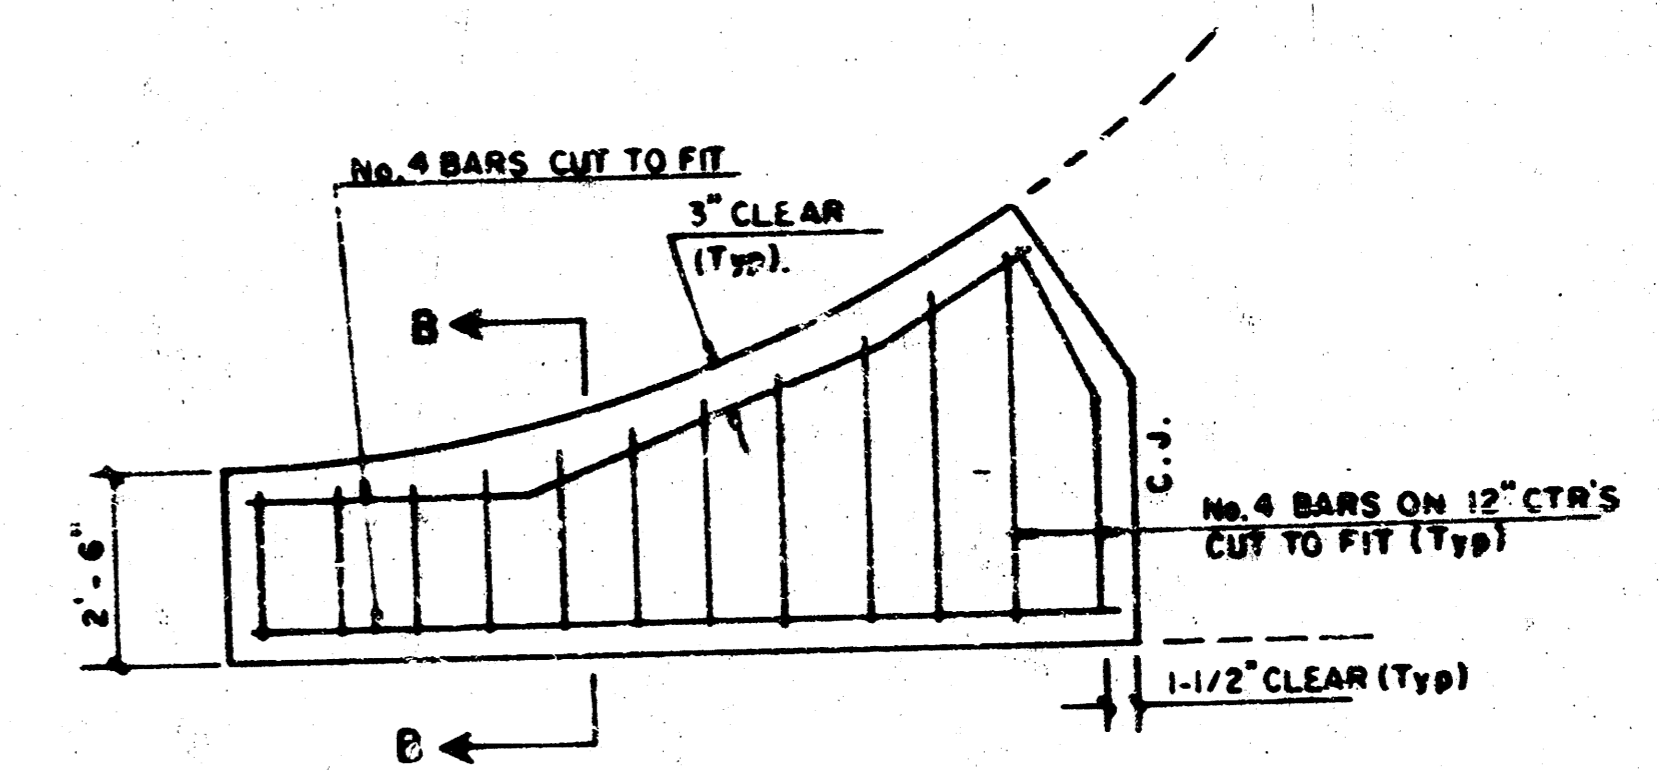 No. 4 BARS CUT TO FIT
3" CLEAR
(Typ).
B
C.J.
No. 4 BARS ON 12" CTR'S
CUT TO FIT (Typ)
2'-6"
1-1/2" CLEAR (Typ)
B